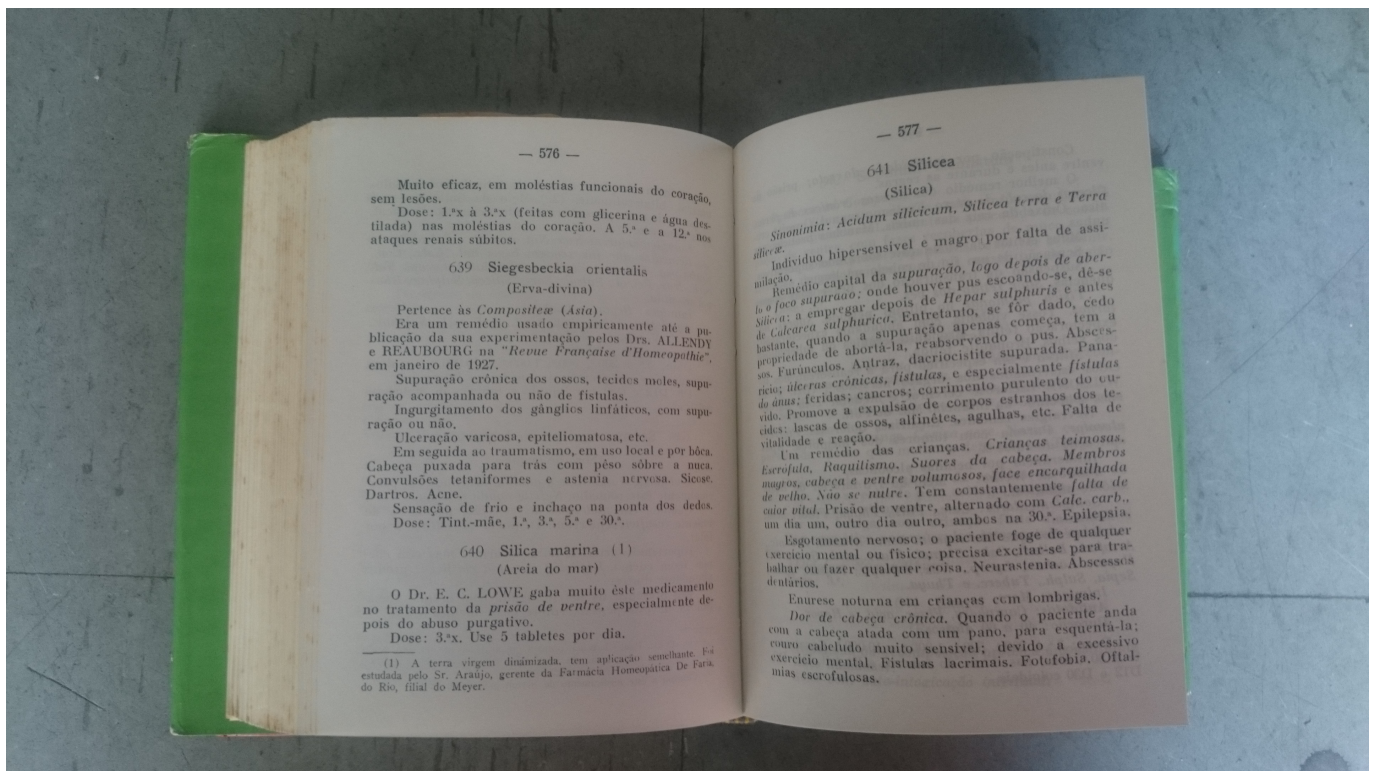 — 576 —
Muito eficaz, em moléstias funcionais do coração,
sem lesões.
Dose: 1.ªx à 3.ªx (feitas com glicerina e água des-
tilada) nas moléstias do coração. A 5.ª e a 12.ª nos
ataques renais súbitos.
639 Siegesbeckia orientalis
(Erva-divina)
Pertence às Compositeæ (Ásia).
Era um remédio usado empìricamente até a pu-
blicação da sua experimentação pelos Drs. ALLENDY
e REAUBOURG na "Revue Française d'Homeopathie",
em janeiro de 1927.
Supuração crônica dos ossos, tecidos moles, supu-
ração acompanhada ou não de fístulas.
Ingurgitamento dos gânglios linfáticos, com supu-
ração ou não.
Ulceração varicosa, epiteliomatosa, etc.
Em seguida ao traumatismo, em uso local e por bôca.
Cabeça puxada para trás com pêso sôbre a nuca.
Convulsões tetaniformes e astenia nervosa. Sicose.
Dartros. Acne.
Sensação de frio e inchaço na ponta dos dedos.
Dose: Tint.-mãe, 1.ª, 3.ª, 5.ª e 30.ª.
640 Silica marina (1)
(Areia do mar)
O Dr. E. C. LOWE gaba muito êste medicamento
no tratamento da prisão de ventre, especialmente de-
pois do abuso purgativo.
Dose: 3.ªx. Use 5 tabletes por dia.
(1) A terra virgem dinamizada, tem aplicação semelhante. Foi
estudada pelo Sr. Araújo, gerente da Farmácia Homeopática De Faria,
do Rio, filial do Meyer.
— 577 —
641 Silicea
(Silica)
Sinonímia: Acidum silicicum, Silicea terra e Terra
siliceæ.
Indivíduo hipersensível e magro por falta de assi-
milação.
Remédio capital da supuração, logo depois de aber-
to o foco supurado; onde houver pus escoando-se, dê-se
Silicea; a empregar depois de Hepar sulphuris e antes
de Calcarea sulphurica. Entretanto, se fôr dado, cedo
bastante, quando a supuração apenas começa, tem a
propriedade de abortá-la, reabsorvendo o pus. Absces-
sos. Furúnculos. Antraz, dacriocistite supurada. Pana-
rício; úlceras crônicas, fístulas, e especialmente fístulas
do ânus; feridas; cancros; corrimento purulento do ou-
vido. Promove a expulsão de corpos estranhos dos te-
cidos: lascas de ossos, alfinêtes, agulhas, etc. Falta de
vitalidade e reação.
Um remédio das crianças. Crianças teimosas.
Escrófula. Raquitismo. Suores da cabeça. Membros
magros, cabeça e ventre volumosos, face encarquilhada
de velho. Não se nutre. Tem constantemente falta de
calor vital. Prisão de ventre, alternado com Calc. carb.,
um dia um, outro dia outro, ambos na 30.ª. Epilepsia.
Esgotamento nervoso; o paciente foge de qualquer
exercício mental ou físico; precisa excitar-se para tra-
balhar ou fazer qualquer coisa. Neurastenia. Abscessos
dentários.
Enurese noturna em crianças com lombrigas.
Dor de cabeça crônica. Quando o paciente anda
com a cabeça atada com um pano, para esquentá-la;
couro cabeludo muito sensível; devido a excessivo
exercício mental. Fístulas lacrimais. Fotofobia. Oftal-
mias escrofulosas.